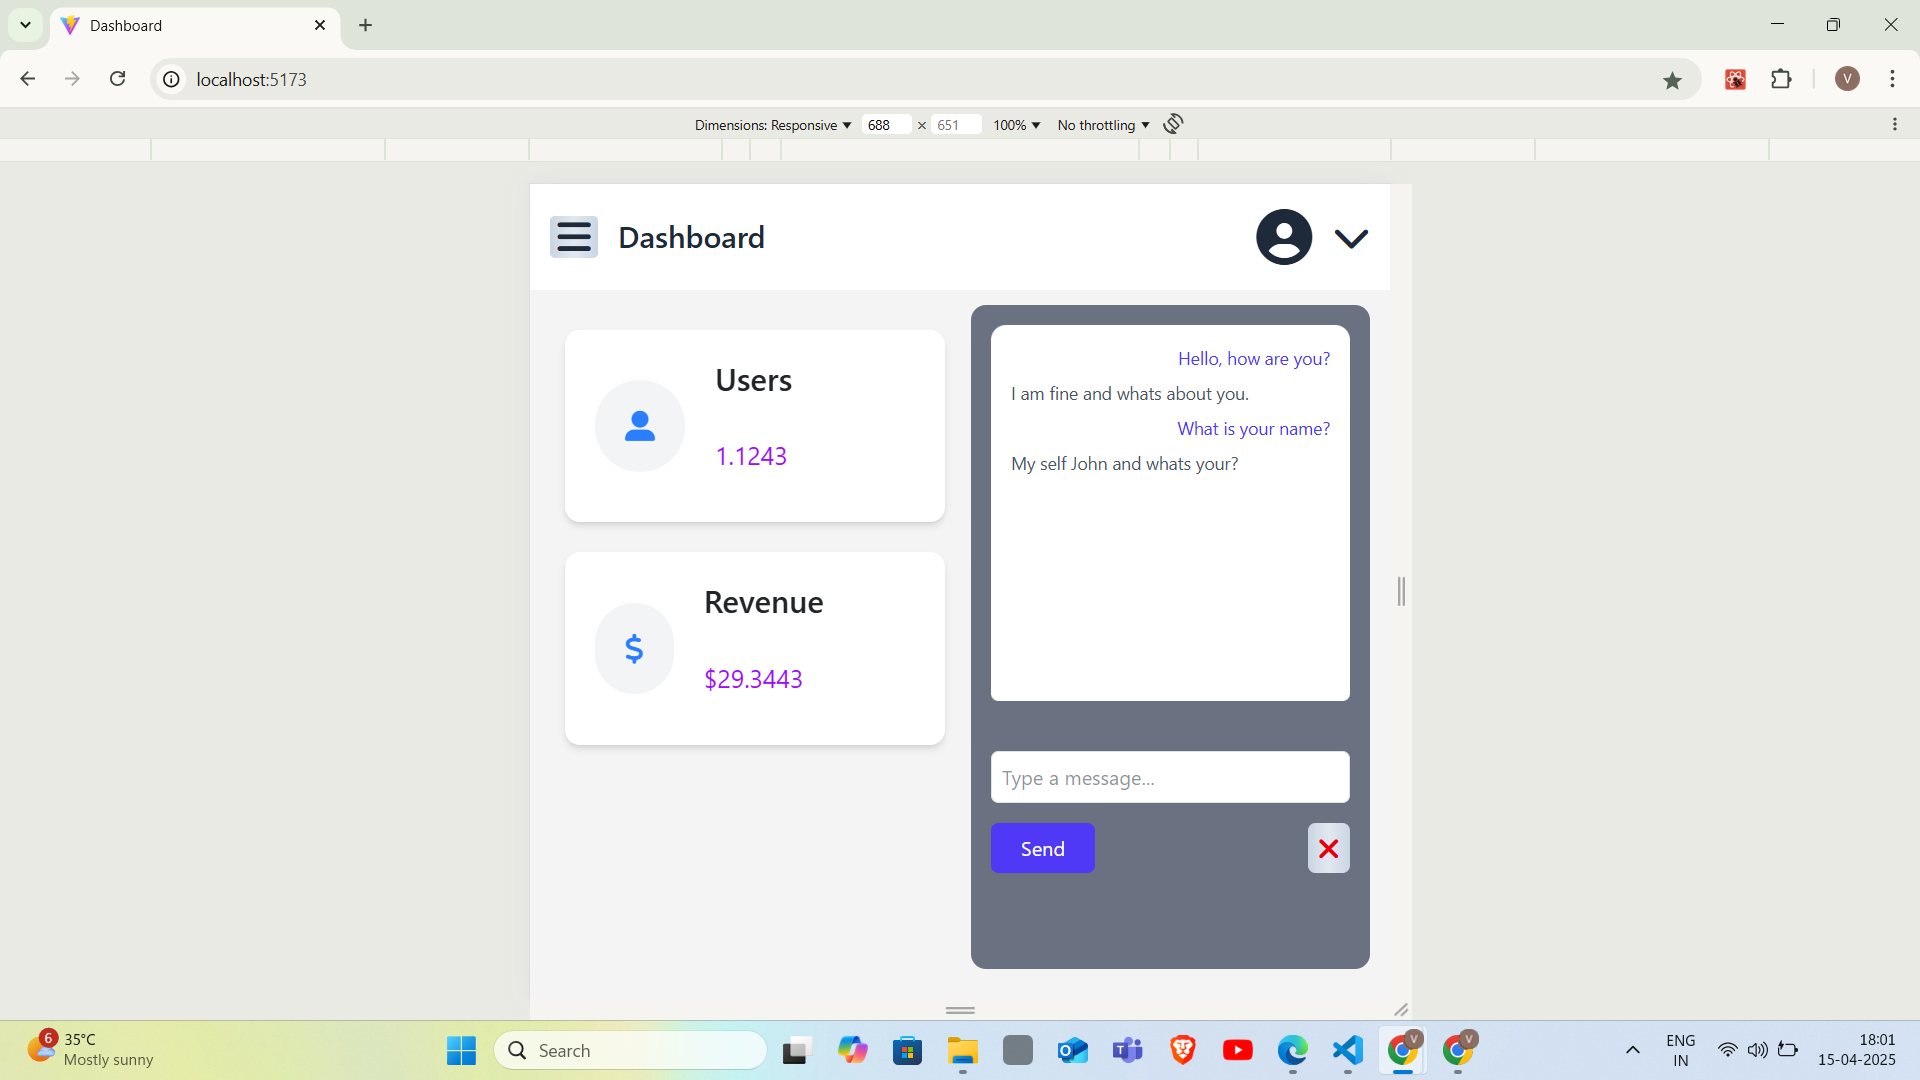 Dashboard
localhost:5173
V
Dimensions: Responsive
688 × 651
100%
No throttling
Dashboard
Users
1.1243
Revenue
$29.3443
Hello, how are you?
I am fine and whats about you.
What is your name?
My self John and whats your?
Type a message...
Send
6
35°C
Mostly sunny
Search
V
V
ENG
IN
18:01
15-04-2025